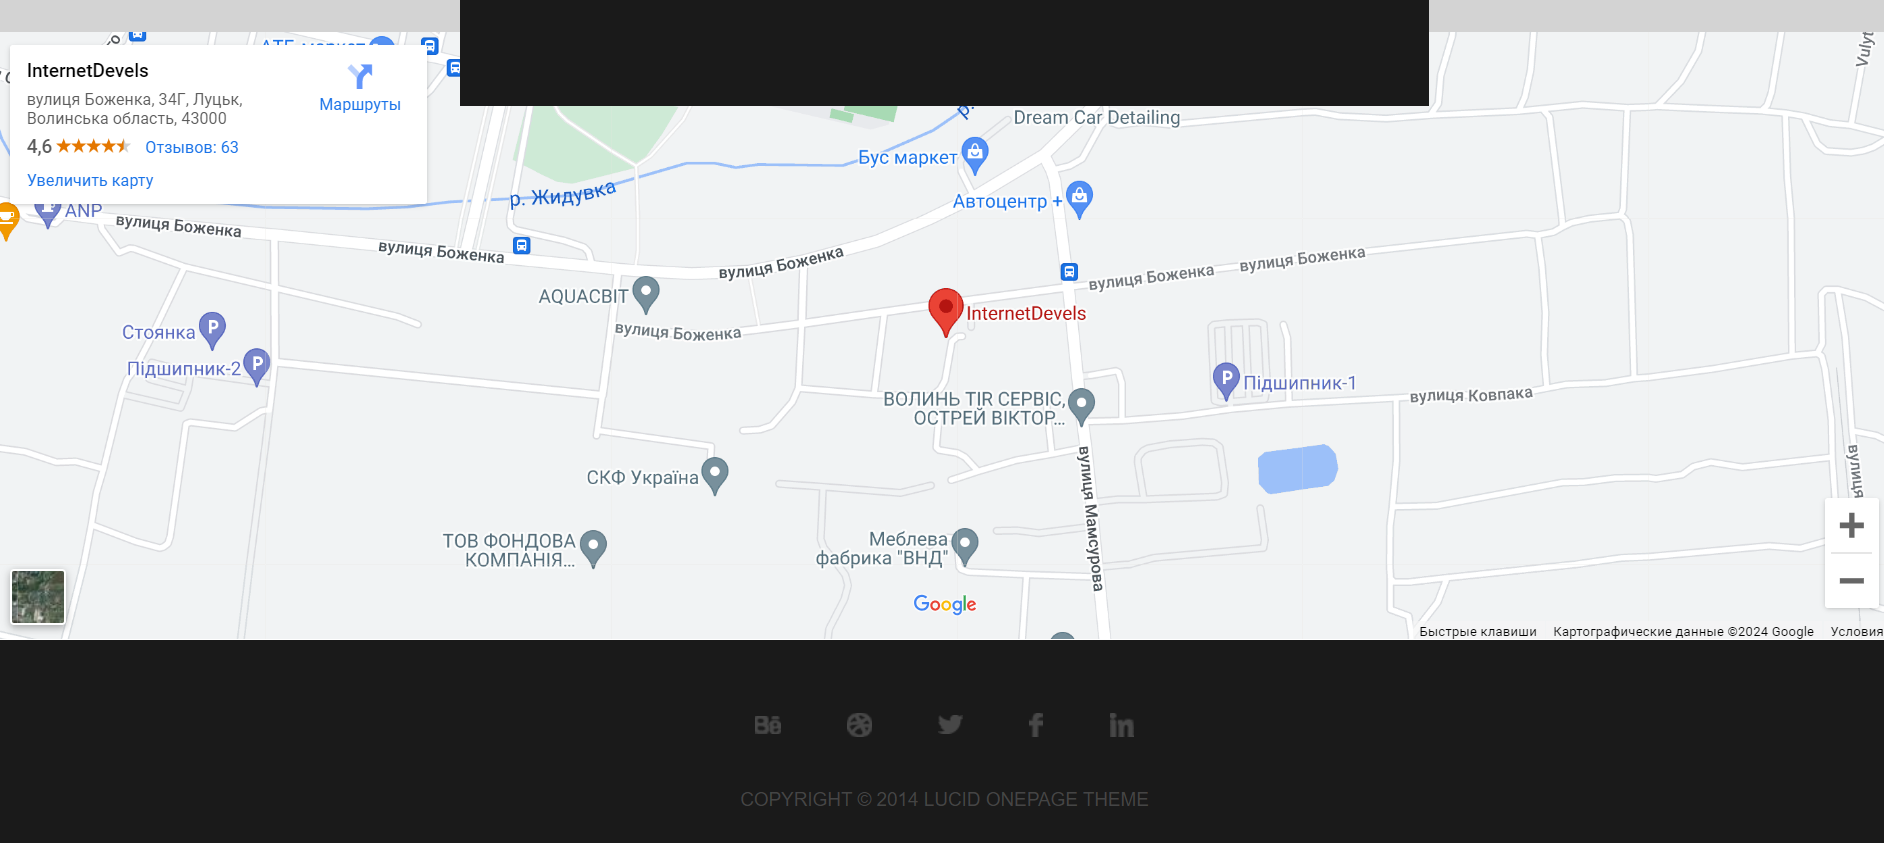 InternetDevels
вулиця Боженка, 34Г, Луцьк,
Волинська область, 43000
4,6
Отзывов: 63
Увеличить карту
Маршруты
Dream Car Detailing
Бус маркет
р. Жидувка
Автоцентр +
ANP
вулиця Боженка
вулиця Боженка
вулиця Боженка
вулиця Боженка
вулиця Боженка
AQUACBIT
InternetDevels
вулиця Боженка
Стоянка
P
Підшипник-2
P
P
Підшипник-1
вулиця Ковпака
ВОЛИНЬ TIR СЕРВІС,
ОСТРЕЙ ВІКТОР...
СКФ Україна
вулиця Мамсурова
вулиця
ТОВ ФОНДОВА
КОМПАНІЯ...
Меблева
фабрика "ВНД"
Google
Быстрые клавиши
Картографические данные ©2024 Google
Условия
COPYRIGHT © 2014 LUCID ONEPAGE THEME